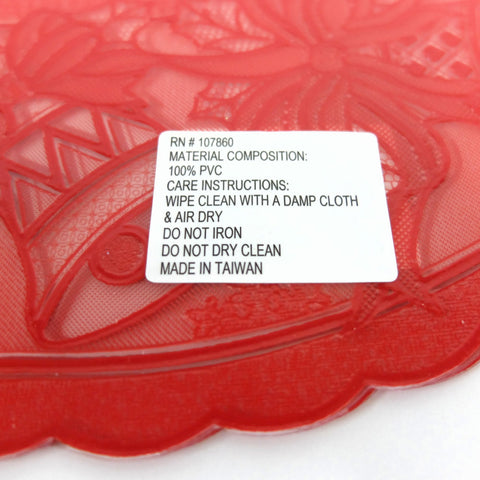 RN # 107860
MATERIAL COMPOSITION:
100% PVC
CARE INSTRUCTIONS:
WIPE CLEAN WITH A DAMP CLOTH
& AIR DRY
DO NOT IRON
DO NOT DRY CLEAN
MADE IN TAIWAN